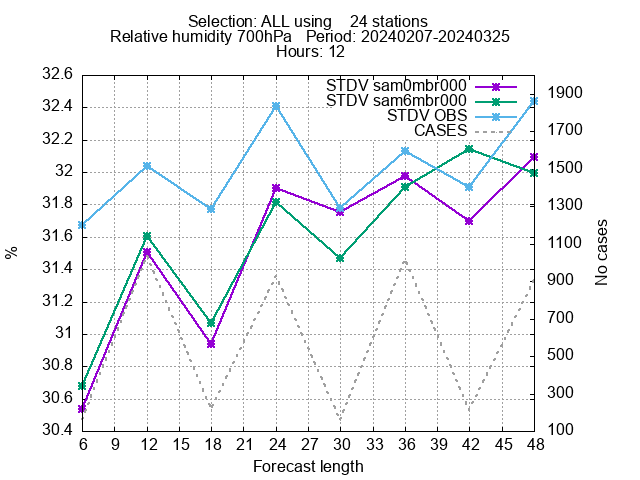 Selection: ALL using 24 stations
Relative humidity 700hPa Period: 20240207-20240325
Hours: 12
STDV sam0mbr000
STDV sam6mbr000
STDV OBS
CASES
32.6
32.4
32.2
32
31.8
31.6
31.4
31.2
31
30.8
30.6
30.4
%
1900
1700
1500
1300
1100
900
700
500
300
100
No cases
6 9 12 15 18 21 24 27 30 33 36 39 42 45 48
Forecast length